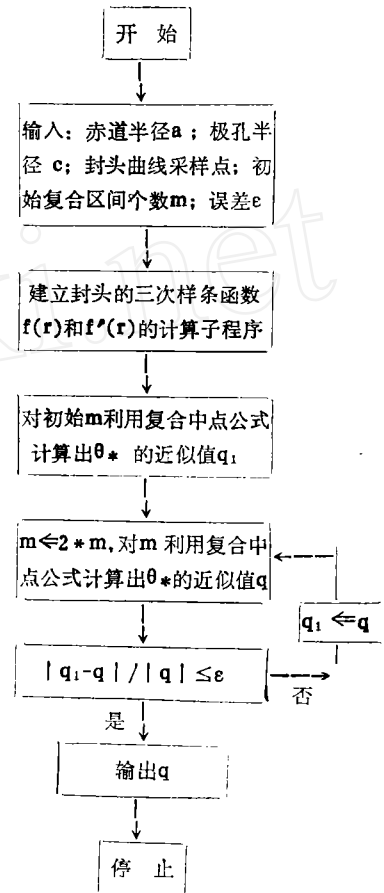 开 始
输入：赤道半径a；极孔半
径 c；封头曲线采样点；初
始复合区间个数m；误差ε
建立封头的三次样条函数
f(r)和f′(r)的计算子程序
对初始m利用复合中点公式
计算出θ* 的近似值q₁
m⇐2*m,对m 利用复合中
点公式计算出θ*的近似值q
q₁ ⇐ q
|q₁-q|/|q| ≤ε
否
是
输出q
停 止